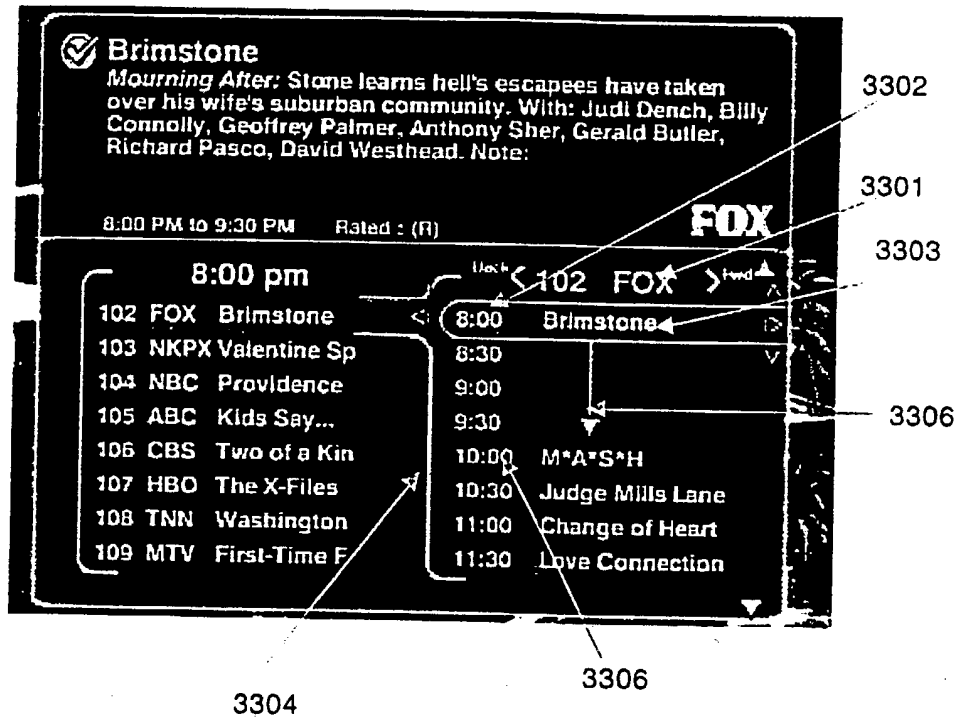 Brimstone
Mourning After: Stone learns hell's escapees have taken
over his wife's suburban community. With: Judi Dench, Billy
Connolly, Geoffrey Palmer, Anthony Sher, Gerald Butler,
Richard Pasco, David Westhead. Note:
8:00 PM to 9:30 PM Rated : (R)
FOX
8:00 pm
102 FOX Brimstone
103 NKPX Valentine Sp
104 NBC Providence
105 ABC Kids Say...
106 CBS Two of a Kin
107 HBO The X-Files
108 TNN Washington
109 MTV First-Time F
< 102 FOX > Fwd
8:00 Brimstone
8:30
9:00
9:30
10:00 M*A*S*H
10:30 Judge Mills Lane
11:00 Change of Heart
11:30 Love Connection
3302
3301
3303
3306
3306
3304